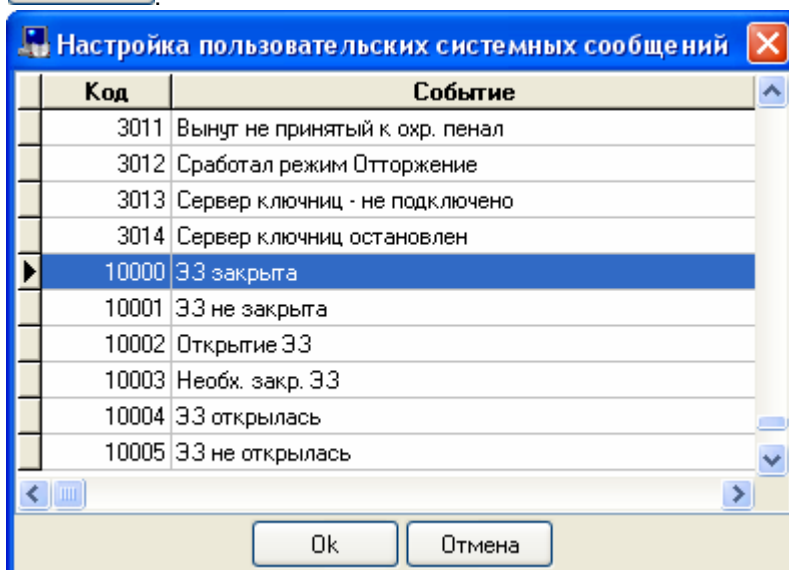 Настройка пользовательских системных сообщений
Код Событие
3011 Вынут не принятый к охр. пенал
3012 Сработал режим Отторжение
3013 Сервер ключниц - не подключено
3014 Сервер ключниц остановлен
10000 ЭЗ закрыта
10001 ЭЗ не закрыта
10002 Открытие ЭЗ
10003 Необх. закр. ЭЗ
10004 ЭЗ открылась
10005 ЭЗ не открылась
Ok Отмена